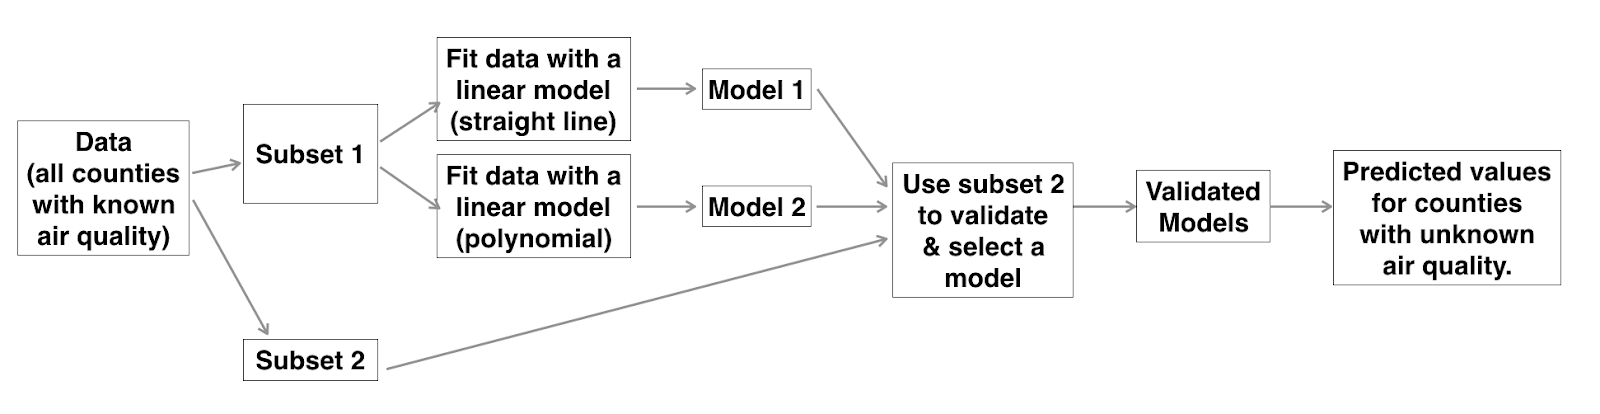 Data
(all counties
with known
air quality)
Subset 1
Subset 2
Fit data with a
linear model
(straight line)
Fit data with a
linear model
(polynomial)
Model 1
Model 2
Use subset 2
to validate
& select a
model
Validated
Models
Predicted values
for counties
with unknown
air quality.